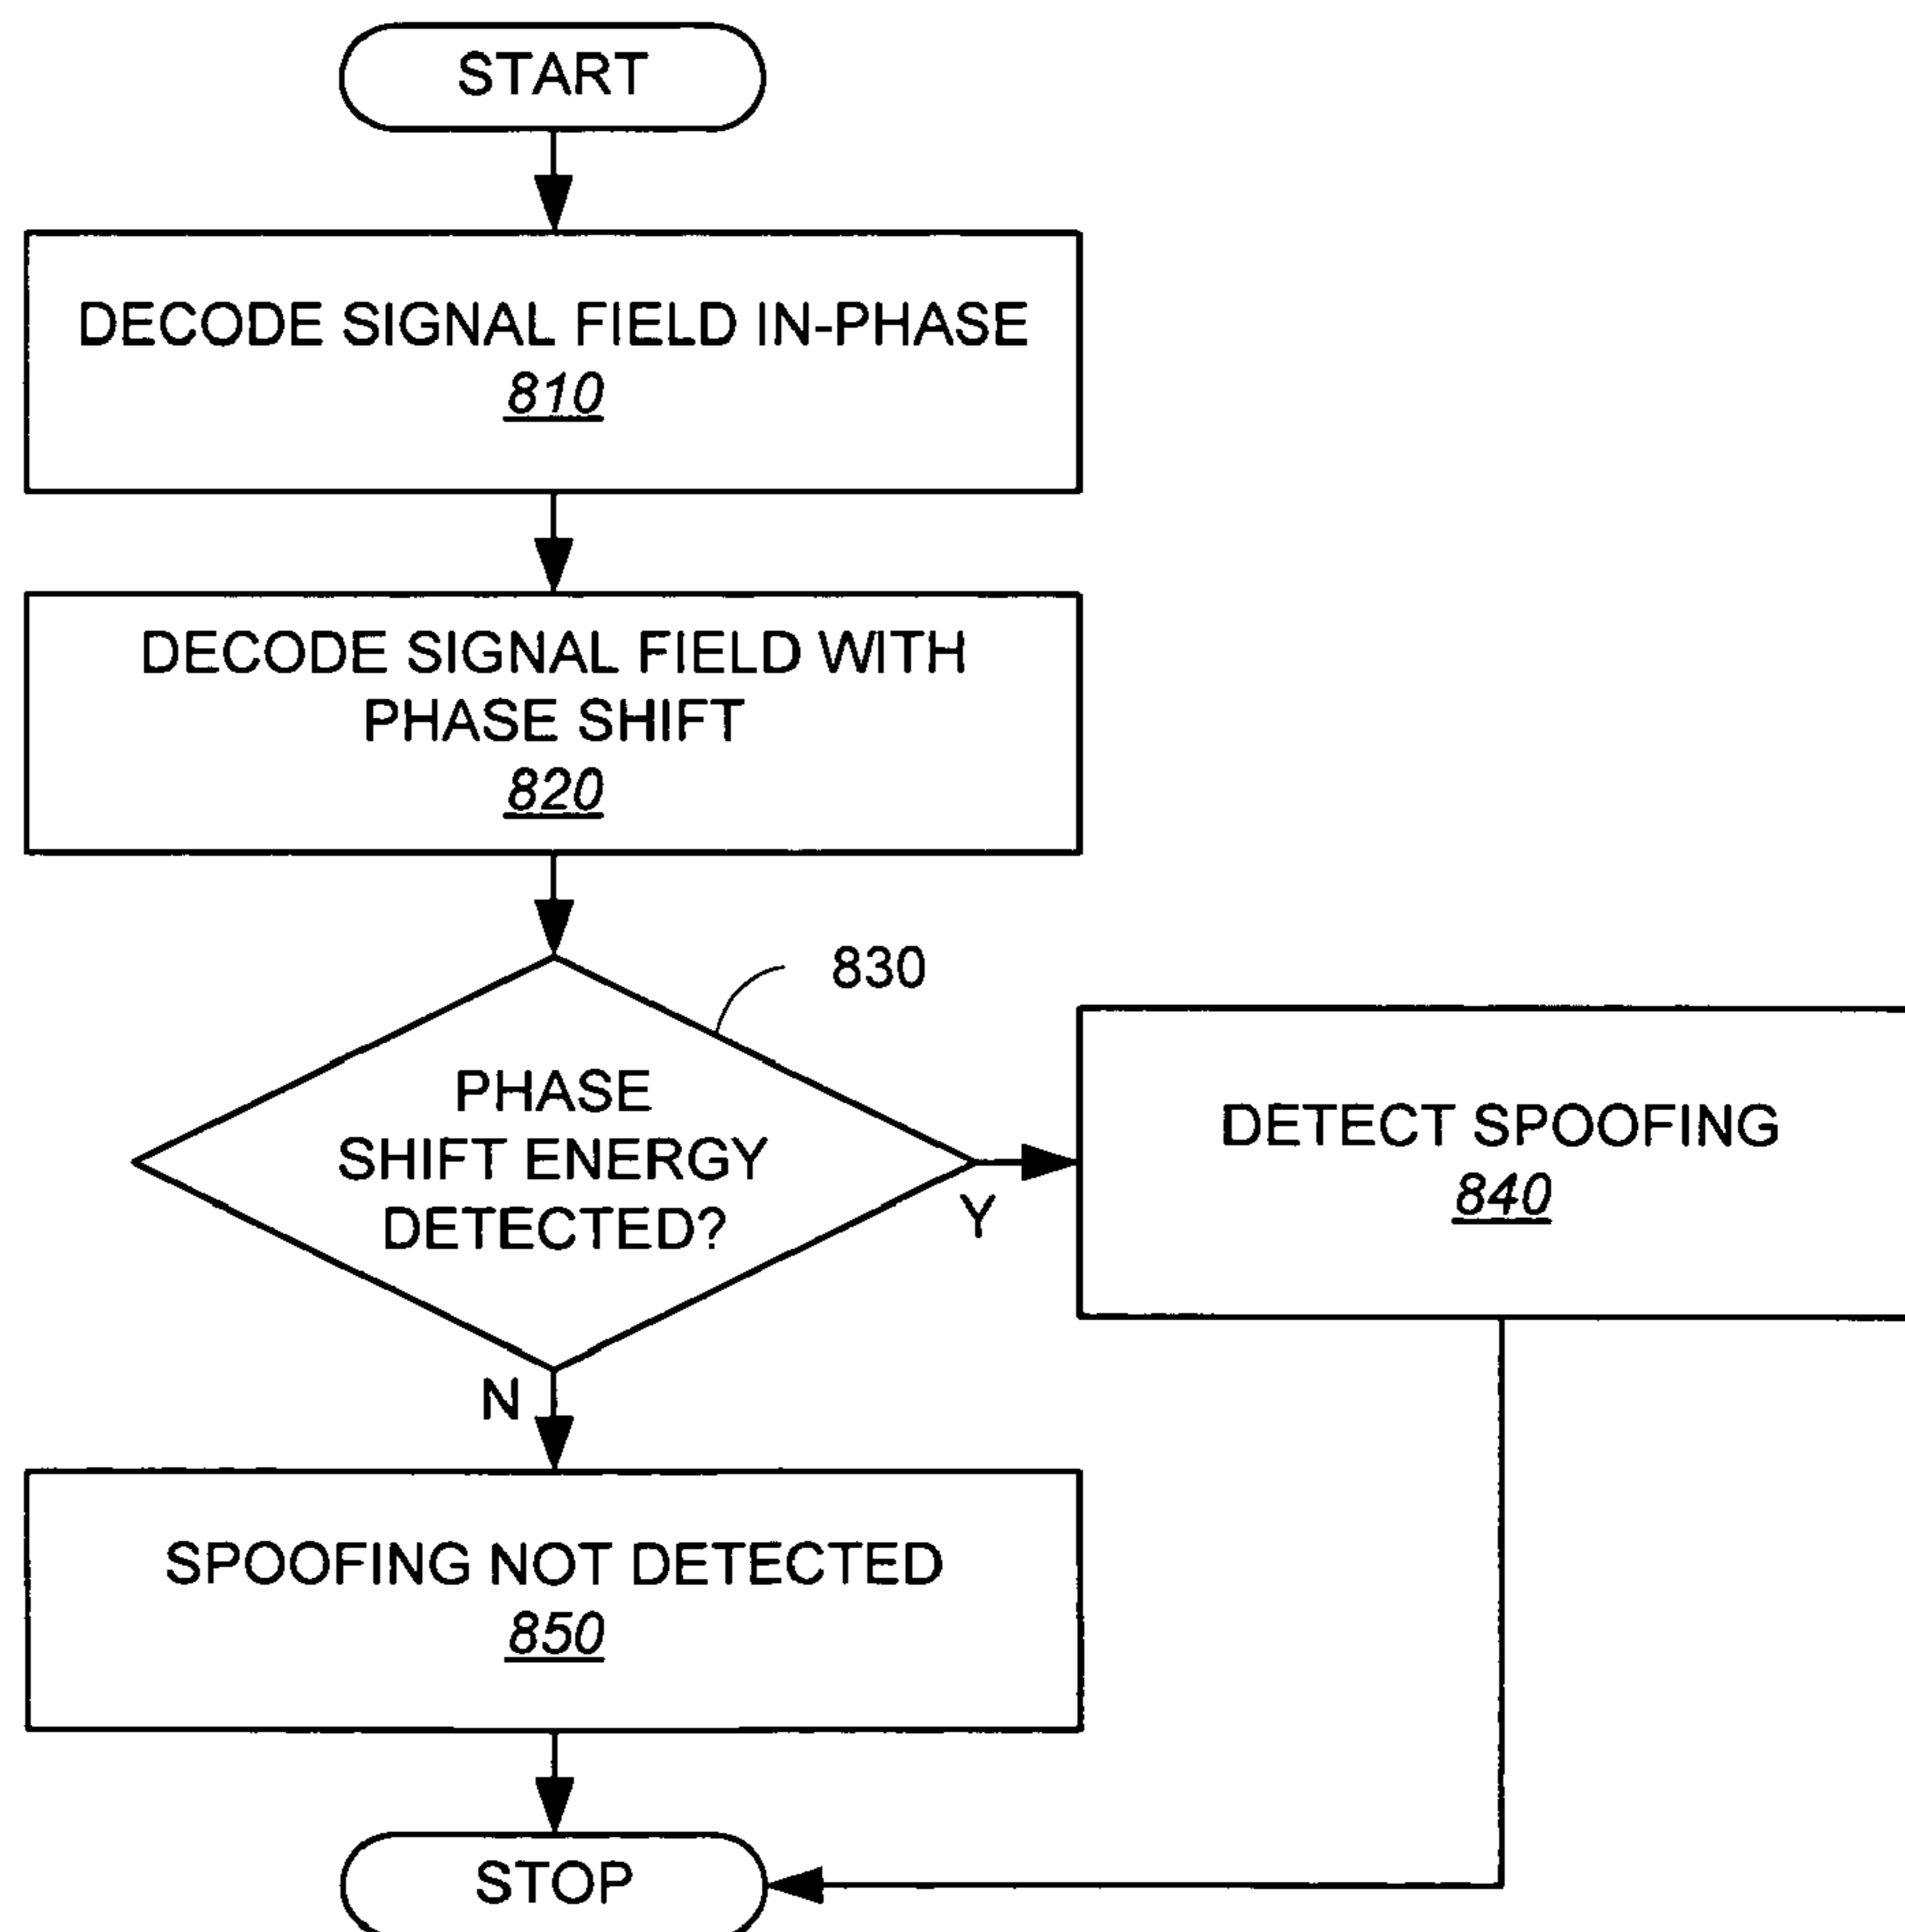 START
DECODE SIGNAL FIELD IN-PHASE
810
DECODE SIGNAL FIELD WITH
PHASE SHIFT
820
830
PHASE
SHIFT ENERGY
DETECTED?
Y
DETECT SPOOFING
840
N
SPOOFING NOT DETECTED
850
STOP